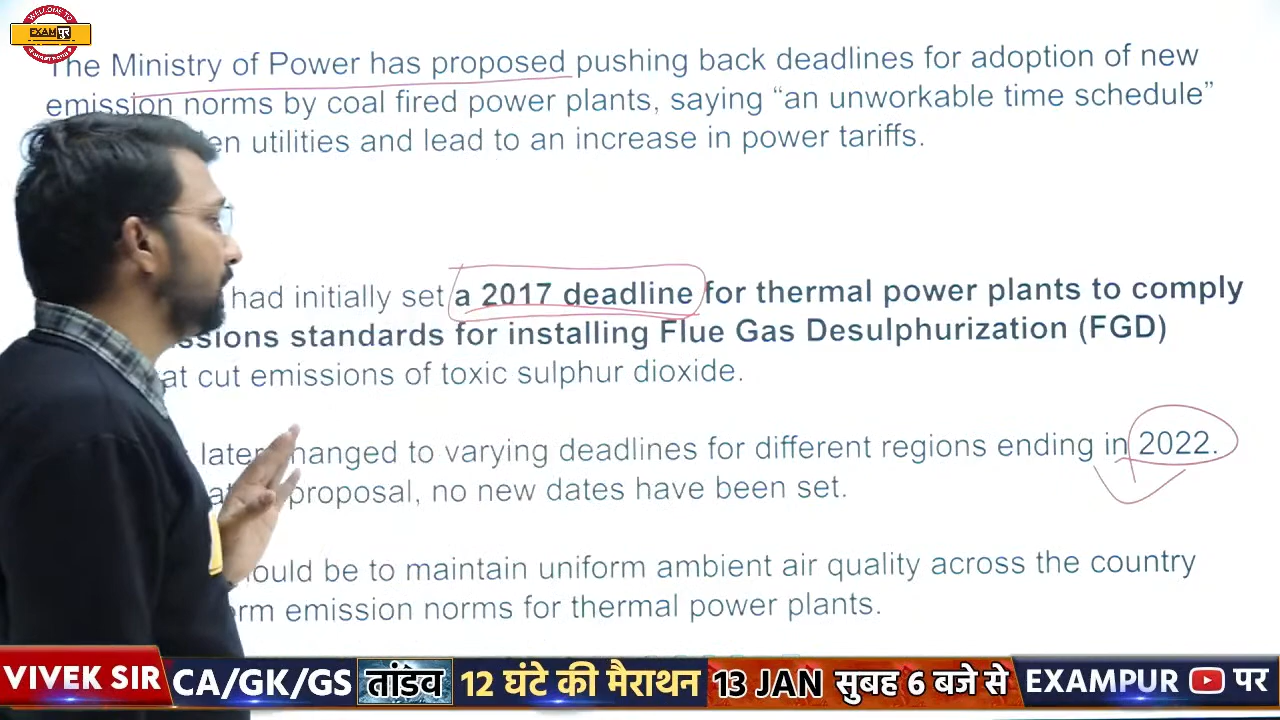 WELCOME TO
EXAM पुर
The Ministry of Power has proposed pushing back deadlines for adoption of new
emission norms by coal fired power plants, saying “an unworkable time schedule”
en utilities and lead to an increase in power tariffs.
had initially set a 2017 deadline for thermal power plants to comply
ssions standards for installing Flue Gas Desulphurization (FGD)
at cut emissions of toxic sulphur dioxide.
later changed to varying deadlines for different regions ending in 2022.
proposal, no new dates have been set.
ould be to maintain uniform ambient air quality across the country
rm emission norms for thermal power plants.
VIVEK SIR CA/GK/GS तांडव 12 घंटे की मैराथन 13 JAN सुबह 6 बजे से EXAMPUR पर